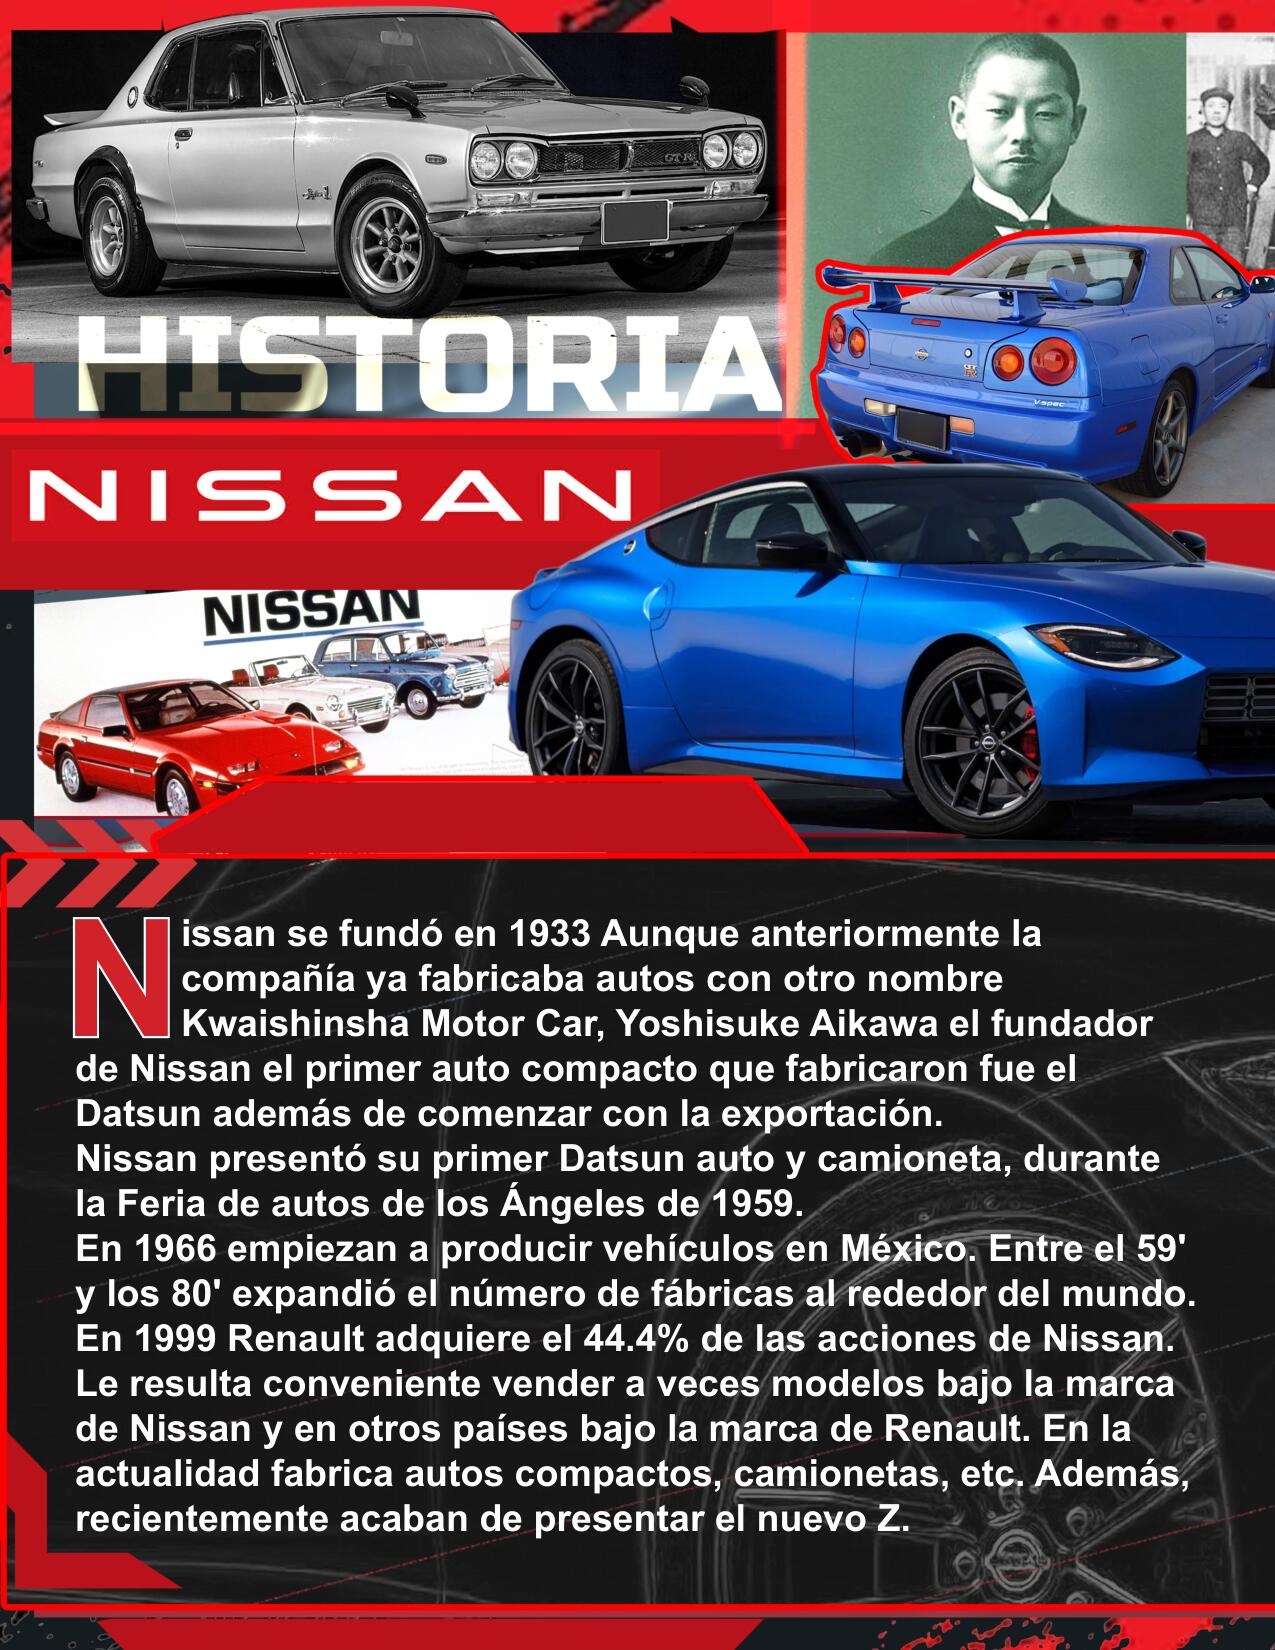 GT-R
HISTORIA
GT
R
V·spec
NISSAN
NISSAN
Nissan se fundó en 1933 Aunque anteriormente la
compañía ya fabricaba autos con otro nombre
Kwaishinsha Motor Car, Yoshisuke Aikawa el fundador
de Nissan el primer auto compacto que fabricaron fue el
Datsun además de comenzar con la exportación.
Nissan presentó su primer Datsun auto y camioneta, durante
la Feria de autos de los Ángeles de 1959.
En 1966 empiezan a producir vehículos en México. Entre el 59'
y los 80' expandió el número de fábricas al rededor del mundo.
En 1999 Renault adquiere el 44.4% de las acciones de Nissan.
Le resulta conveniente vender a veces modelos bajo la marca
de Nissan y en otros países bajo la marca de Renault. En la
actualidad fabrica autos compactos, camionetas, etc. Además,
recientemente acaban de presentar el nuevo Z.